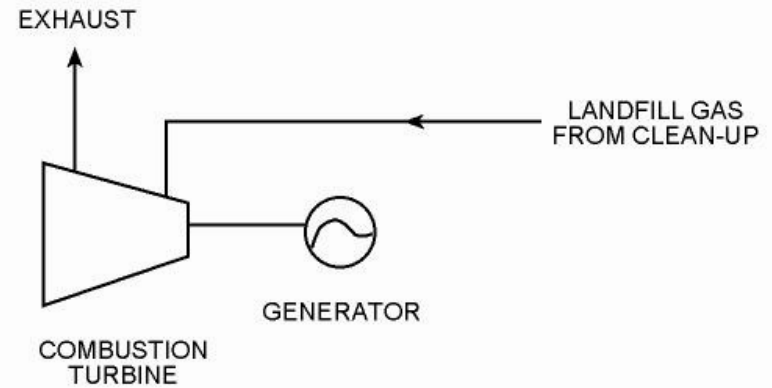 EXHAUST
LANDFILL GAS
FROM CLEAN-UP
GENERATOR
COMBUSTION
TURBINE